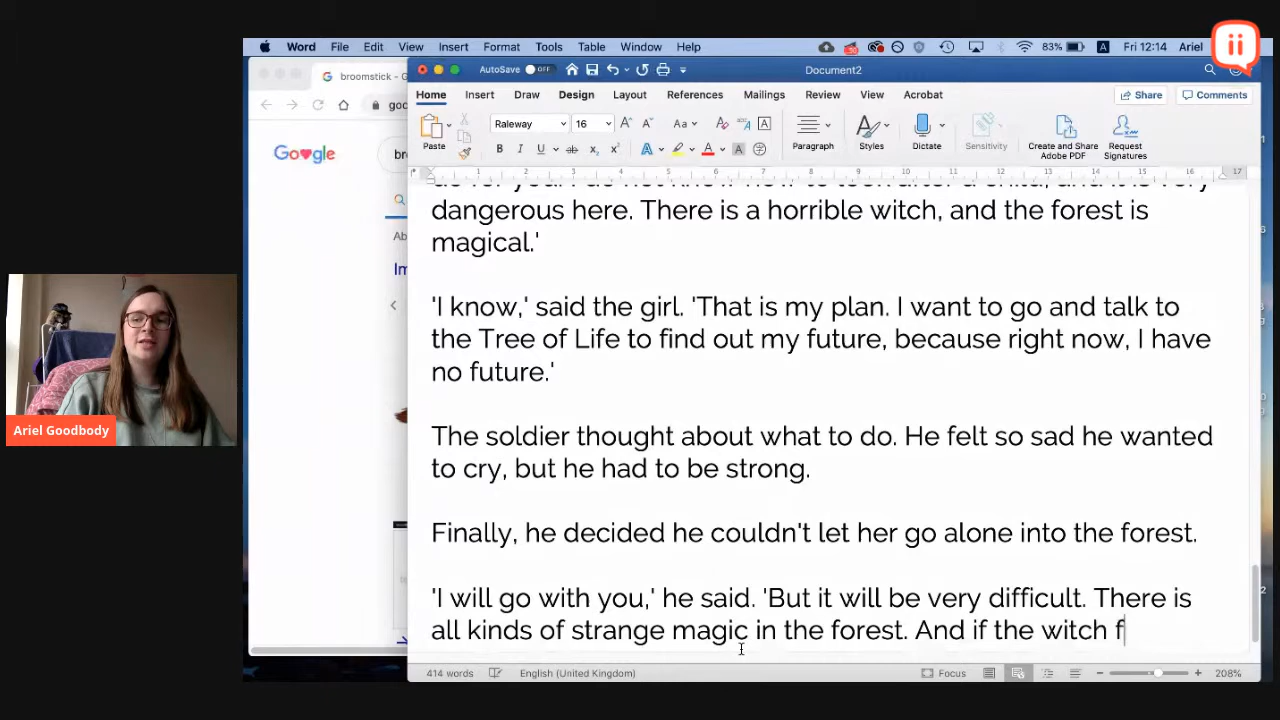 Word File Edit View Insert Format Tools Table Window Help 83% A Fri 12:14 Ariel
ii
broomstick - G
AutoSave OFF Document2
Home Insert Draw Design Layout References Mailings Review View Acrobat Share Comments
goo
Google
bro
Paste Raleway 16 Aa Paragraph Styles Dictate Sensitivity Create and Share Adobe PDF Request Signatures
17
dangerous here. There is a horrible witch, and the forest is
magical.'
'I know,' said the girl. 'That is my plan. I want to go and talk to
the Tree of Life to find out my future, because right now, I have
no future.'
The soldier thought about what to do. He felt so sad he wanted
to cry, but he had to be strong.
Finally, he decided he couldn't let her go alone into the forest.
'I will go with you,' he said. 'But it will be very difficult. There is
all kinds of strange magic in the forest. And if the witch f
Ariel Goodbody
414 words English (United Kingdom) Focus 208%